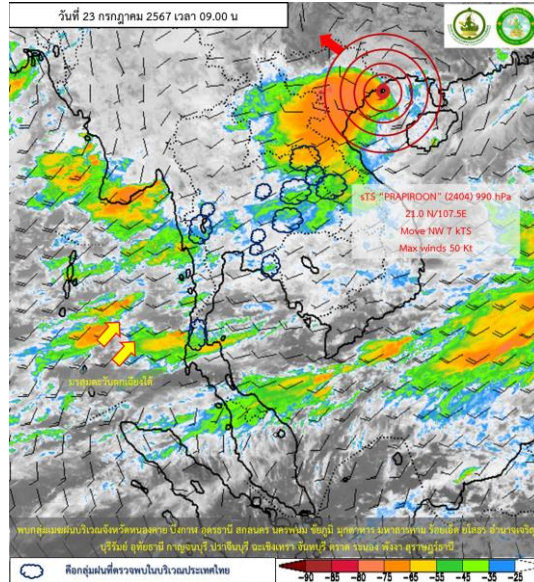 วันที่ 23 กรกฎาคม 2567 เวลา 09.00 น
sTS "PRAPIROON" (2404) 990 hPa
21.0 N/107.5E
Move NW 7 kTS
Max winds 50 Kt
มรสุมตะวันตกเฉียงใต้
พบกลุ่มเมฆฝนบริเวณจังหวัดหนองคาย บึงกาฬ อุดรธานี สกลนคร นครพนม ชัยภูมิ มุกดาหาร มหาสารคาม ร้อยเอ็ด ยโสธร อำนาจเจริญ
บุรีรัมย์ อุทัยธานี กาญจนบุรี ปราจีนบุรี ฉะเชิงเทรา จันทบุรี ตราด ระนอง พังงา สุราษฎร์ธานี
คือกลุ่มฝนที่ตรวจพบในบริเวณประเทศไทย
-90 -85 -80 -75 -65 -55 -45 -35 -25